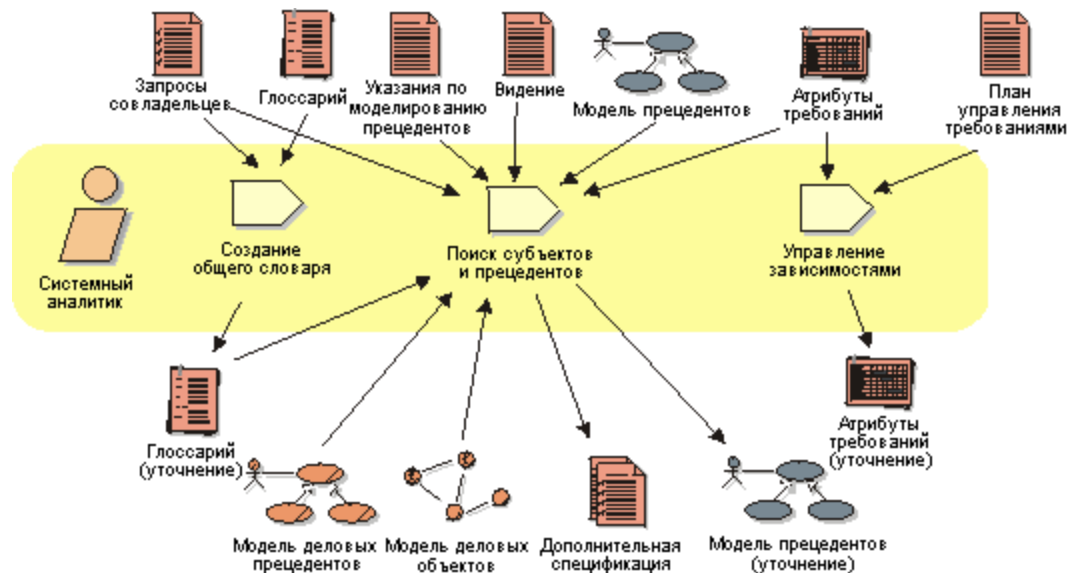 Запросы
совладельцев
Глоссарий
Указания по
моделированию
прецедентов
Видение
Модель прецедентов
Атрибуты
требований
План
управления
требованиями
Системный
аналитик
Создание
общего словаря
Поиск субъектов
и прецедентов
Управление
зависимостями
Глоссарий
(уточнение)
Модель деловых
прецедентов
Модель деловых
объектов
Дополнительная
спецификация
Модель прецедентов
(уточнение)
Атрибуты
требований
(уточнение)